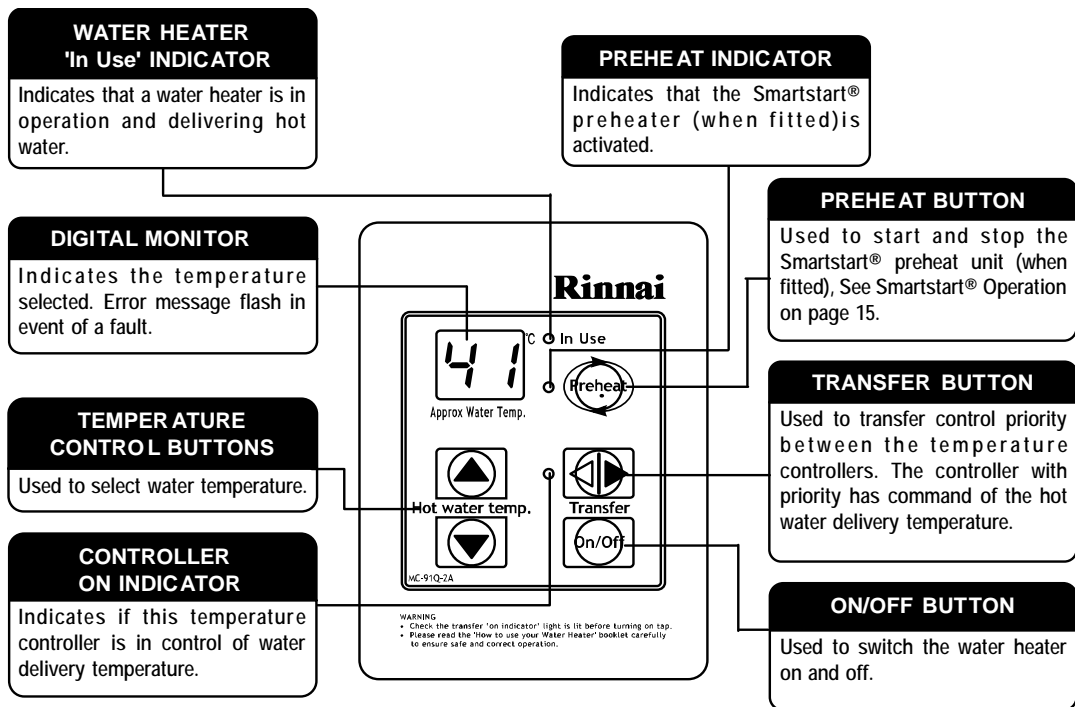 WATER HEATER
'In Use' INDICATOR
Indicates that a water heater is in
operation and delivering hot
water.
PREHEAT INDICATOR
Indicates that the Smartstart®
preheater (when fitted)is
activated.
DIGITAL MONITOR
Indicates the temperature
selected. Error message flash in
event of a fault.
PREHEAT BUTTON
Used to start and stop the
Smartstart® preheat unit (when
fitted), See Smartstart® Operation
on page 15.
TEMPERATURE
CONTROL BUTTONS
Used to select water temperature.
TRANSFER BUTTON
Used to transfer control priority
between the temperature
controllers. The controller with
priority has command of the hot
water delivery temperature.
CONTROLLER
ON INDICATOR
Indicates if this temperature
controller is in control of water
delivery temperature.
ON/OFF BUTTON
Used to switch the water heater
on and off.
Rinnai
41 °C
In Use
Preheat
Approx Water Temp.
Hot water temp.
Transfer
On/Off
MC-91Q-2A
WARNING
• Check the transfer 'on indicator' light is lit before turning on tap.
• Please read the 'How to use your Water Heater' booklet carefully
to ensure safe and correct operation.